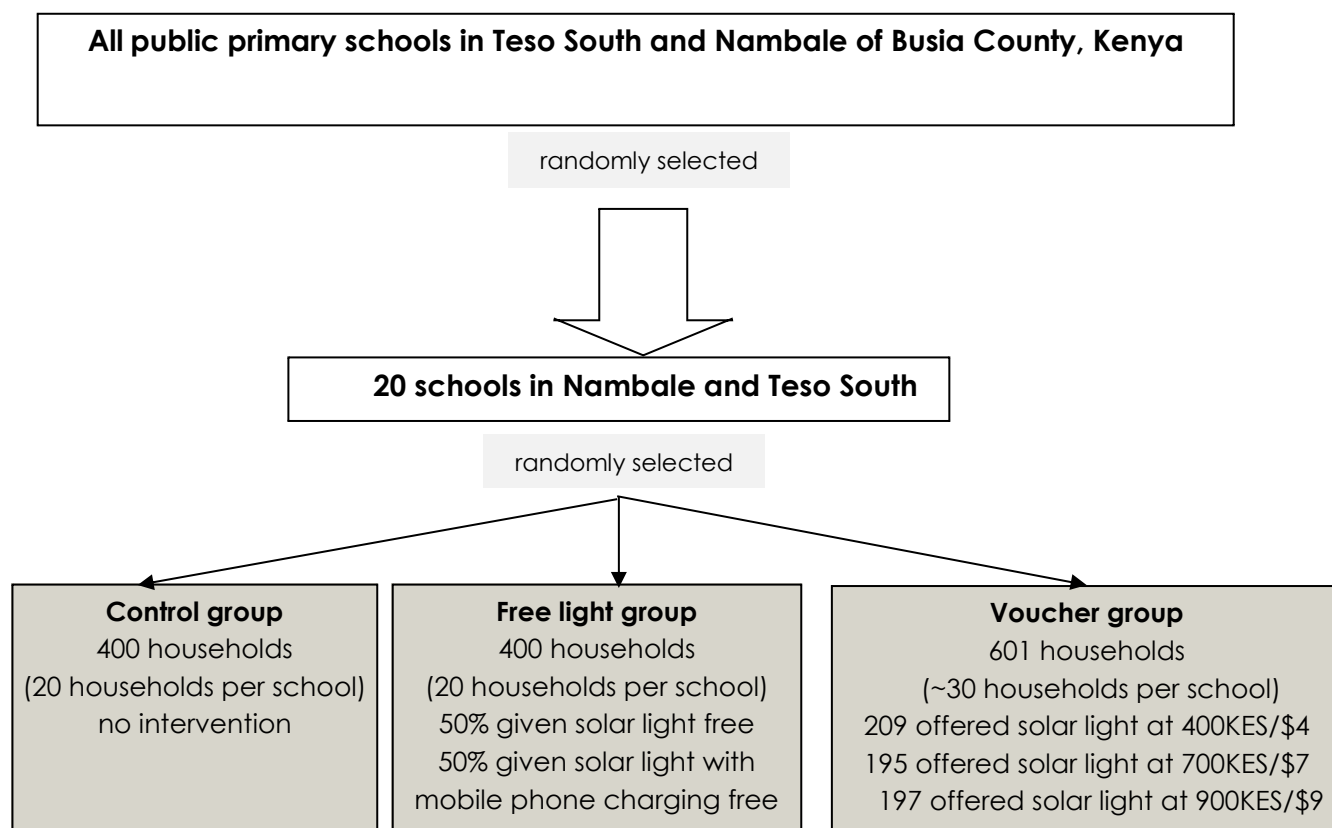 All public primary schools in Teso South and Nambale of Busia County, Kenya
randomly selected
20 schools in Nambale and Teso South
randomly selected
Control group
400 households
(20 households per school)
no intervention
Free light group
400 households
(20 households per school)
50% given solar light free
50% given solar light with
mobile phone charging free
Voucher group
601 households
(~30 households per school)
209 offered solar light at 400KES/$4
195 offered solar light at 700KES/$7
197 offered solar light at 900KES/$9